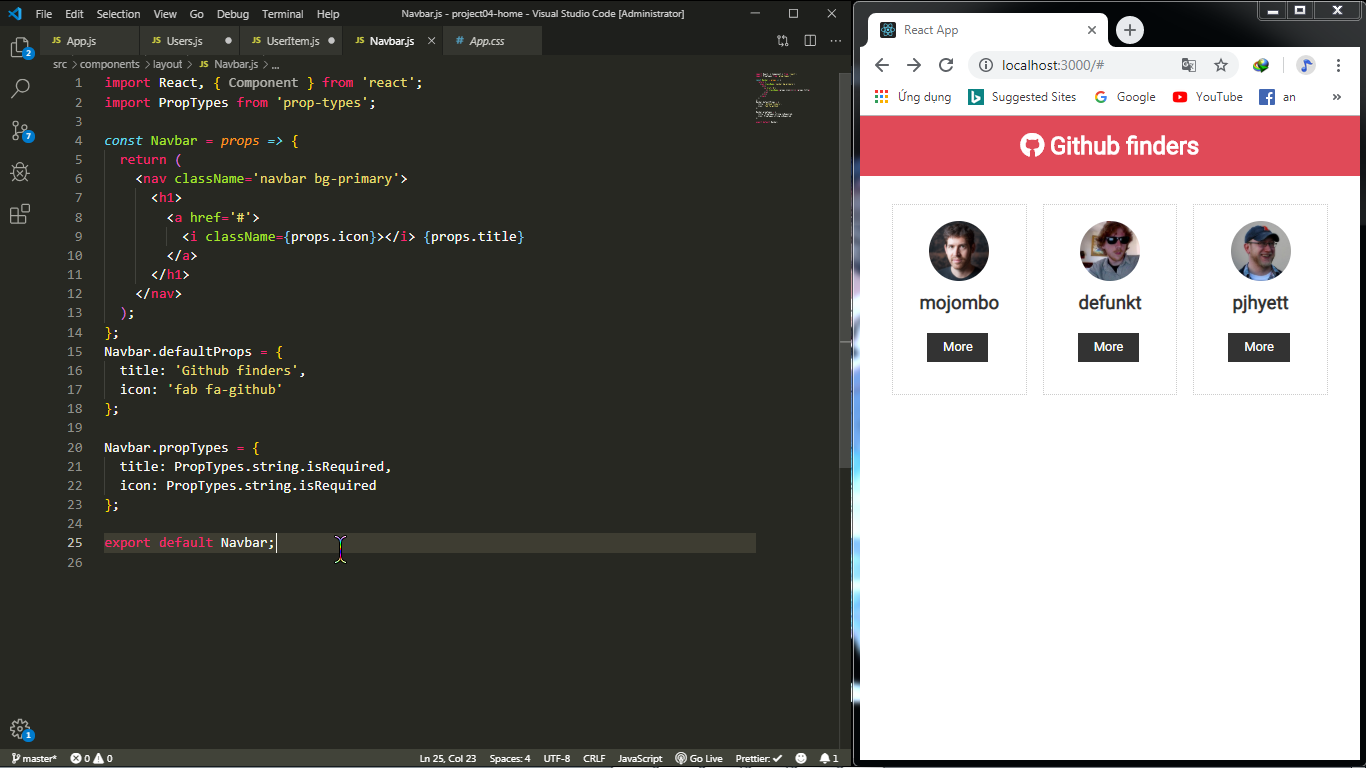 File Edit Selection View Go Debug Terminal Help Navbar.js - project04-home - Visual Studio Code [Administrator]
JS App.js JS Users.js JS UserItem.js JS Navbar.js # App.css
src > components > layout > JS Navbar.js > ...
1 import React, { Component } from 'react';
2 import PropTypes from 'prop-types';
3
4 const Navbar = props => {
5 return (
6 <nav className='navbar bg-primary'>
7 <h1>
8 <a href='#'>
9 <i className={props.icon}></i> {props.title}
10 </a>
11 </h1>
12 </nav>
13 );
14 };
15 Navbar.defaultProps = {
16 title: 'Github finders',
17 icon: 'fab fa-github'
18 };
19
20 Navbar.propTypes = {
21 title: PropTypes.string.isRequired,
22 icon: PropTypes.string.isRequired
23 };
24
25 export default Navbar;
26
2
7
1
master* 0 0 Ln 25, Col 23 Spaces: 4 UTF-8 CRLF JavaScript Go Live Prettier: ✓ 1
React App
localhost:3000/#
Ứng dụng Suggested Sites Google YouTube an »
Github finders
mojombo defunkt pjhyett
More More More